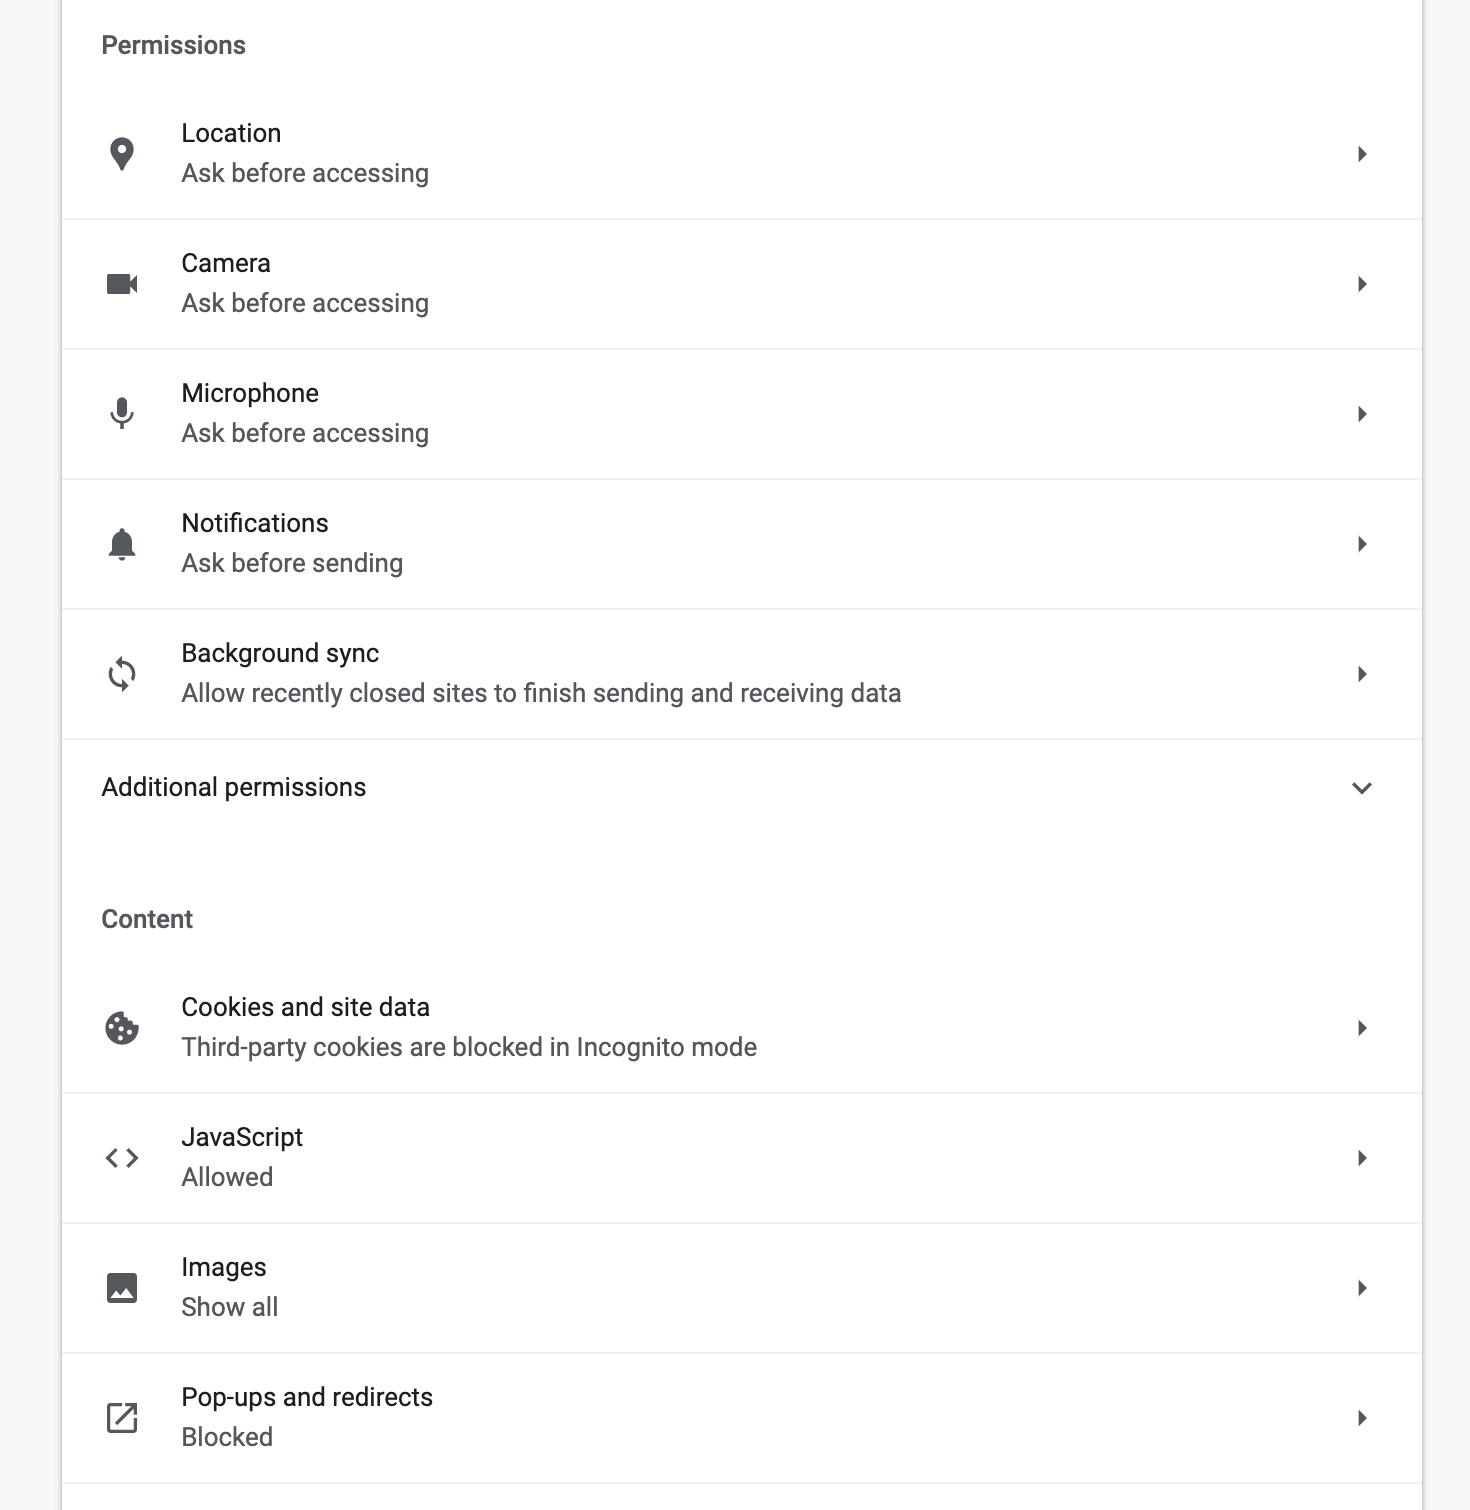 Permissions
Location
Ask before accessing
Camera
Ask before accessing
Microphone
Ask before accessing
Notifications
Ask before sending
Background sync
Allow recently closed sites to finish sending and receiving data
Additional permissions
Content
Cookies and site data
Third-party cookies are blocked in Incognito mode
JavaScript
Allowed
Images
Show all
Pop-ups and redirects
Blocked